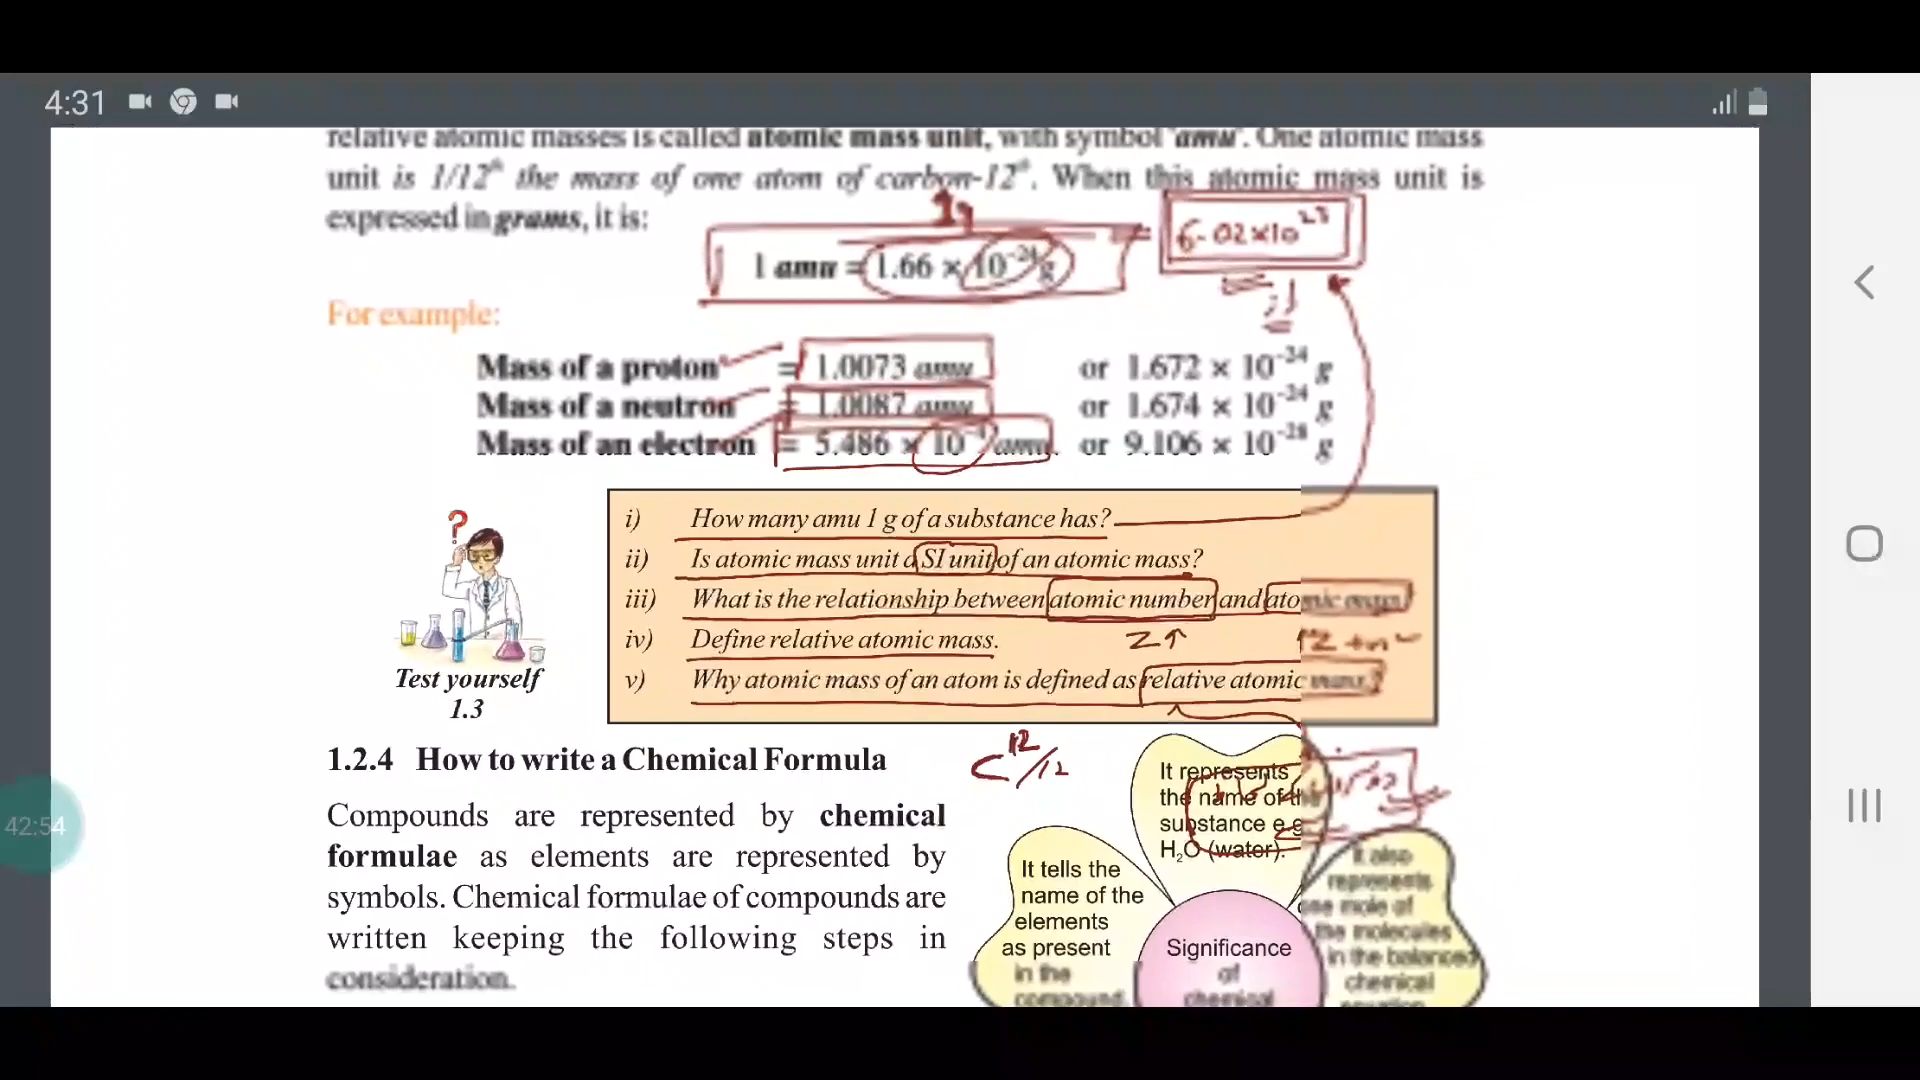 4:31
relative atomic masses is called atomic mass unit, with symbol 'amu'. One atomic mass
unit is 1/12th the mass of one atom of carbon-12". When this atomic mass unit is
expressed in grams, it is:
1g
1 amu = 1.66 × 10⁻²⁴ g
= 6.02×10²³
For example:
Mass of a proton = 1.0073 amu or 1.672 × 10⁻²⁴ g
Mass of a neutron = 1.0087 amu or 1.674 × 10⁻²⁴ g
Mass of an electron = 5.486 × 10⁻⁴ amu or 9.106 × 10⁻²⁸ g
?
i) How many amu 1 g of a substance has?
ii) Is atomic mass unit a SI unit of an atomic mass?
iii) What is the relationship between atomic number and atomic mass?
iv) Define relative atomic mass.
Z↑
v) Why atomic mass of an atom is defined as relative atomic mass?
Test yourself
1.3
1.2.4 How to write a Chemical Formula
C¹²/12
Compounds are represented by chemical
formulae as elements are represented by
symbols. Chemical formulae of compounds are
written keeping the following steps in
consideration.
42:54
It represents
the name of the
substance e.g
H₂O (water).
It tells the
name of the
elements
as present
in the
compound.
Significance
of
chemical
It also
represents
one mole of
the molecules
in the balanced
chemical
equation